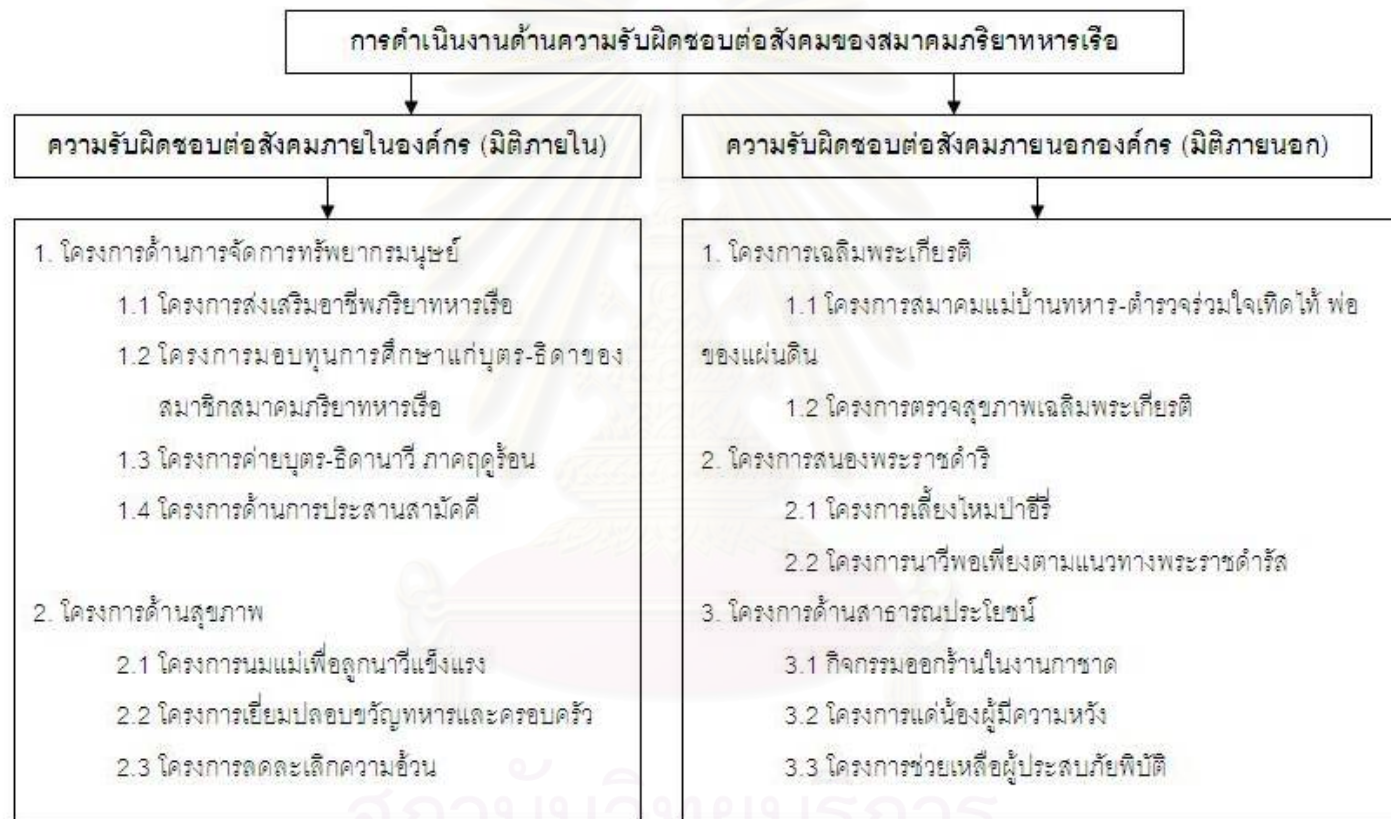 การดำเนินงานด้านความรับผิดชอบต่อสังคมของสมาคมภริยาทหารเรือ
ความรับผิดชอบต่อสังคมภายในองค์กร (มิติภายใน)
1. โครงการด้านการจัดการทรัพยากรมนุษย์
1.1 โครงการส่งเสริมอาชีพภริยาทหารเรือ
1.2 โครงการมอบทุนการศึกษาแก่บุตร-ธิดาของ
สมาชิกสมาคมภริยาทหารเรือ
1.3 โครงการค่ายบุตร-ธิดานาวี ภาคฤดูร้อน
1.4 โครงการด้านการประสานสามัคคี
2. โครงการด้านสุขภาพ
2.1 โครงการนมแม่เพื่อลูกนาวีแข็งแรง
2.2 โครงการเยี่ยมปลอบขวัญทหารและครอบครัว
2.3 โครงการลดละเลิกความอ้วน
ความรับผิดชอบต่อสังคมภายนอกองค์กร (มิติภายนอก)
1. โครงการเฉลิมพระเกียรติ
1.1 โครงการสมาคมแม่บ้านทหาร-ตำรวจร่วมใจเทิดไท้ พ่อ
ของแผ่นดิน
1.2 โครงการตรวจสุขภาพเฉลิมพระเกียรติ
2. โครงการสนองพระราชดำริ
2.1 โครงการเลี้ยงไหมป่าอีรี่
2.2 โครงการนาวีพอเพียงตามแนวทางพระราชดำรัส
3. โครงการด้านสาธารณประโยชน์
3.1 กิจกรรมออกร้านในงานกาชาด
3.2 โครงการแด่น้องผู้มีความหวัง
3.3 โครงการช่วยเหลือผู้ประสบภัยพิบัติ
สถาบันวิทยบริการ